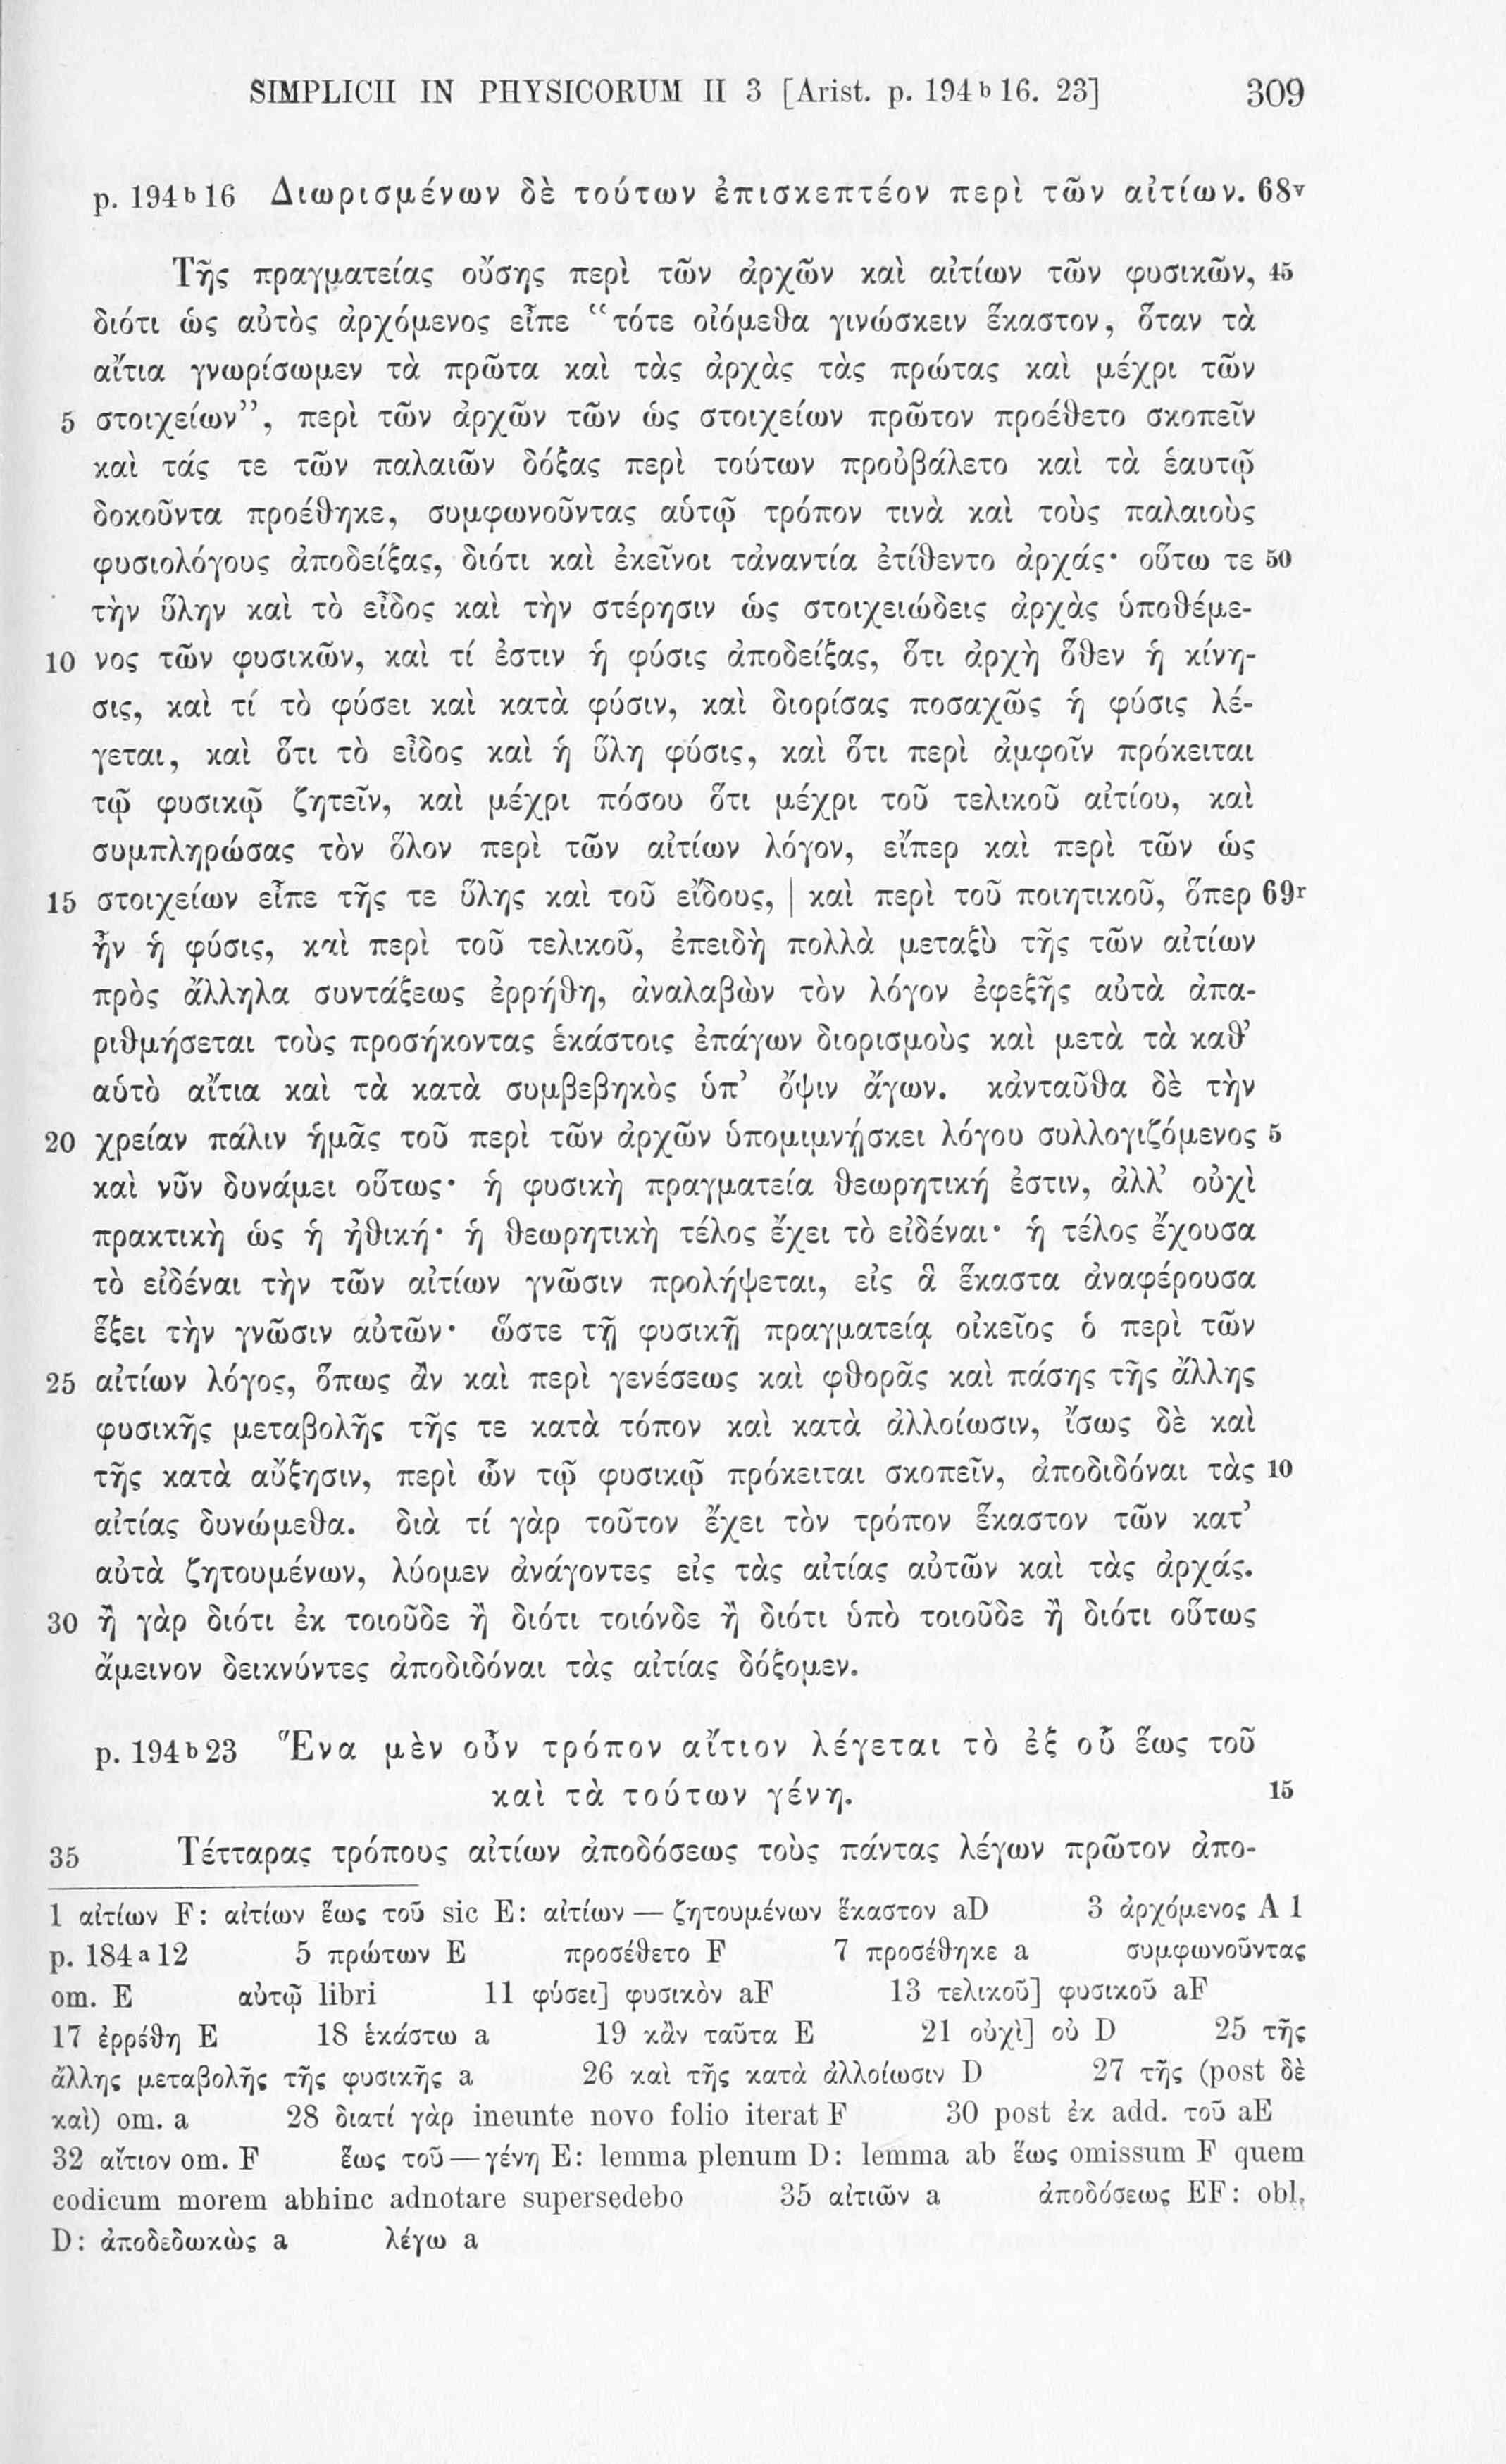 SIMPLICII IN PHYSICORUM II 3 [Arist. p. 194 b 16. 23] 309
p. 194 b 16 Διωρισμένων δὲ τούτων ἐπισκεπτέον περὶ τῶν αἰτίων. 68v
Τῆς πραγματείας οὔσης περὶ τῶν ἀρχῶν καὶ αἰτίων τῶν φυσικῶν, 45
διότι ὡς αὐτὸς ἀρχόμενος εἶπε “τότε οἰόμεθα γινώσκειν ἕκαστον, ὅταν τὰ
αἴτια γνωρίσωμεν τὰ πρῶτα καὶ τὰς ἀρχὰς τὰς πρώτας καὶ μέχρι τῶν
5 στοιχείων”, περὶ τῶν ἀρχῶν τῶν ὡς στοιχείων πρῶτον προέθετο σκοπεῖν
καὶ τάς τε τῶν παλαιῶν δόξας περὶ τούτων προὐβάλετο καὶ τὰ ἑαυτῷ
δοκοῦντα προέθηκε, συμφωνοῦντας αὑτῷ τρόπον τινὰ καὶ τοὺς παλαιοὺς
φυσιολόγους ἀποδείξας, διότι καὶ ἐκεῖνοι τἀναντία ἐτίθεντο ἀρχάς· οὕτω τε 50
τὴν ὕλην καὶ τὸ εἶδος καὶ τὴν στέρησιν ὡς στοιχειώδεις ἀρχὰς ὑποθέμε-
10 νος τῶν φυσικῶν, καὶ τί ἐστιν ἡ φύσις ἀποδείξας, ὅτι ἀρχὴ ὅθεν ἡ κίνη-
σις, καὶ τί τὸ φύσει καὶ κατὰ φύσιν, καὶ διορίσας ποσαχῶς ἡ φύσις λέ-
γεται, καὶ ὅτι τὸ εἶδος καὶ ἡ ὕλη φύσις, καὶ ὅτι περὶ ἀμφοῖν πρόκειται
τῷ φυσικῷ ζητεῖν, καὶ μέχρι πόσου ὅτι μέχρι τοῦ τελικοῦ αἰτίου, καὶ
συμπληρώσας τὸν ὅλον περὶ τῶν αἰτίων λόγον, εἴπερ καὶ περὶ τῶν ὡς
15 στοιχείων εἶπε τῆς τε ὕλης καὶ τοῦ εἴδους, | καὶ περὶ τοῦ ποιητικοῦ, ὅπερ 69r
ἦν ἡ φύσις, καὶ περὶ τοῦ τελικοῦ, ἐπειδὴ πολλὰ μεταξὺ τῆς τῶν αἰτίων
πρὸς ἄλληλα συντάξεως ἐρρήθη, ἀναλαβὼν τὸν λόγον ἐφεξῆς αὐτὰ ἀπα-
ριθμήσεται τοὺς προσήκοντας ἑκάστοις ἐπάγων διορισμοὺς καὶ μετὰ τὰ καθ’
αὑτὸ αἴτια καὶ τὰ κατὰ συμβεβηκὸς ὑπ’ ὄψιν ἄγων. κἀνταῦθα δὲ τὴν
20 χρείαν πάλιν ἡμᾶς τοῦ περὶ τῶν ἀρχῶν ὑπομιμνήσκει λόγου συλλογιζόμενος 5
καὶ νῦν δυνάμει οὕτως· ἡ φυσικὴ πραγματεία θεωρητική ἐστιν, ἀλλ’ οὐχὶ
πρακτικὴ ὡς ἡ ἠθική· ἡ θεωρητικὴ τέλος ἔχει τὸ εἰδέναι· ἡ τέλος ἔχουσα
τὸ εἰδέναι τὴν τῶν αἰτίων γνῶσιν προλήψεται, εἰς ἃ ἕκαστα ἀναφέρουσα
ἕξει τὴν γνῶσιν αὐτῶν· ὥστε τῇ φυσικῇ πραγματείᾳ οἰκεῖος ὁ περὶ τῶν
25 αἰτίων λόγος, ὅπως ἂν καὶ περὶ γενέσεως καὶ φθορᾶς καὶ πάσης τῆς ἄλλης
φυσικῆς μεταβολῆς τῆς τε κατὰ τόπον καὶ κατὰ ἀλλοίωσιν, ἴσως δὲ καὶ
τῆς κατὰ αὔξησιν, περὶ ὧν τῷ φυσικῷ πρόκειται σκοπεῖν, ἀποδιδόναι τὰς 10
αἰτίας δυνώμεθα. διὰ τί γὰρ τοῦτον ἔχει τὸν τρόπον ἕκαστον τῶν κατ’
αὐτὰ ζητουμένων, λύομεν ἀνάγοντες εἰς τὰς αἰτίας αὐτῶν καὶ τὰς ἀρχάς.
30 ἢ γὰρ διότι ἐκ τοιοῦδε ἢ διότι τοιόνδε ἢ διότι ὑπὸ τοιοῦδε ἢ διότι οὕτως
ἄμεινον δεικνύντες ἀποδιδόναι τὰς αἰτίας δόξομεν.
p. 194 b 23 Ἕνα μὲν οὖν τρόπον αἴτιον λέγεται τὸ ἐξ οὗ ἕως τοῦ
καὶ τὰ τούτων γένη. 15
35 Τέτταρας τρόπους αἰτίων ἀποδόσεως τοὺς πάντας λέγων πρῶτον ἀπο-
1 αἰτίων F: αἰτίων ἕως τοῦ sic E: αἰτίων — ζητουμένων ἕκαστον aD 3 ἀρχόμενος A 1
p. 184 a 12 5 πρώτων E προσέθετο F 7 προσέθηκε a συμφωνοῦντας
om. E αὐτῷ libri 11 φύσει] φυσικὸν aF 13 τελικοῦ] φυσικοῦ aF
17 ἐρρέθη E 18 ἑκάστω a 19 κἂν ταῦτα E 21 οὐχὶ] οὐ D 25 τῆς
ἄλλης μεταβολῆς τῆς φυσικῆς a 26 καὶ τῆς κατὰ ἀλλοίωσιν D 27 τῆς (post δὲ
καὶ) om. a 28 διατί γὰρ ineunte novo folio iterat F 30 post ἐκ add. τοῦ aE
32 αἴτιον om. F ἕως τοῦ — γένη E: lemma plenum D: lemma ab ἕως omissum F quem
codicum morem abhinc adnotare supersedebo 35 αἰτιῶν a ἀποδόσεως EF: obl.
D: ἀποδεδωκὼς a λέγω a